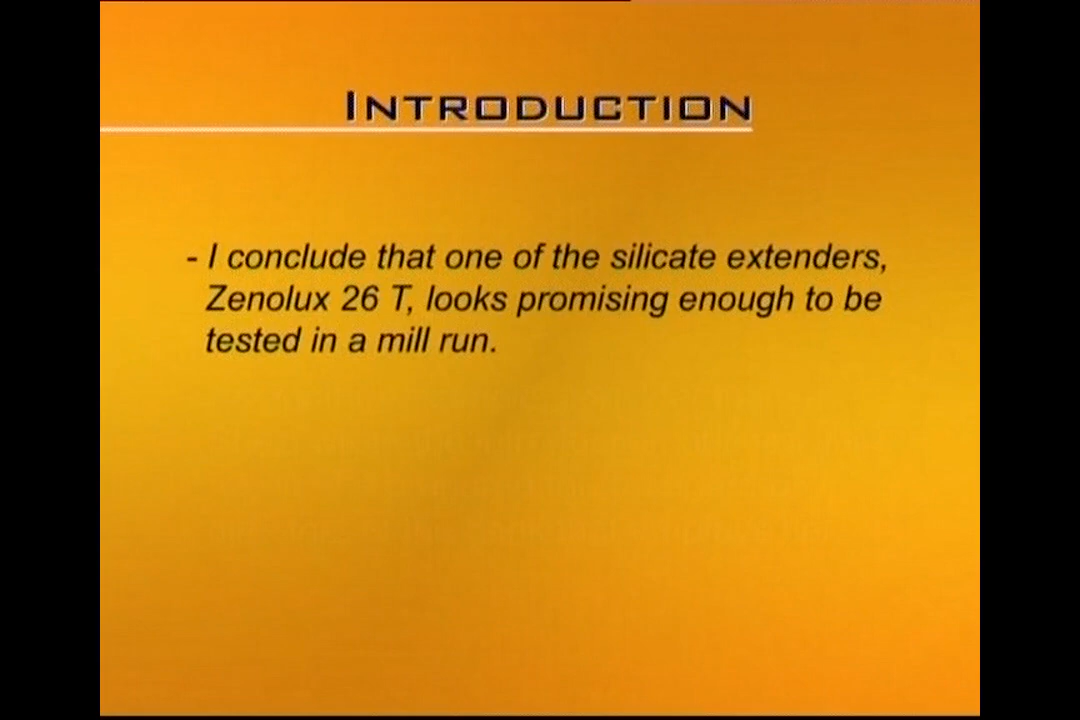 INTRODUCTION
- I conclude that one of the silicate extenders,
Zenolux 26 T, looks promising enough to be
tested in a mill run.